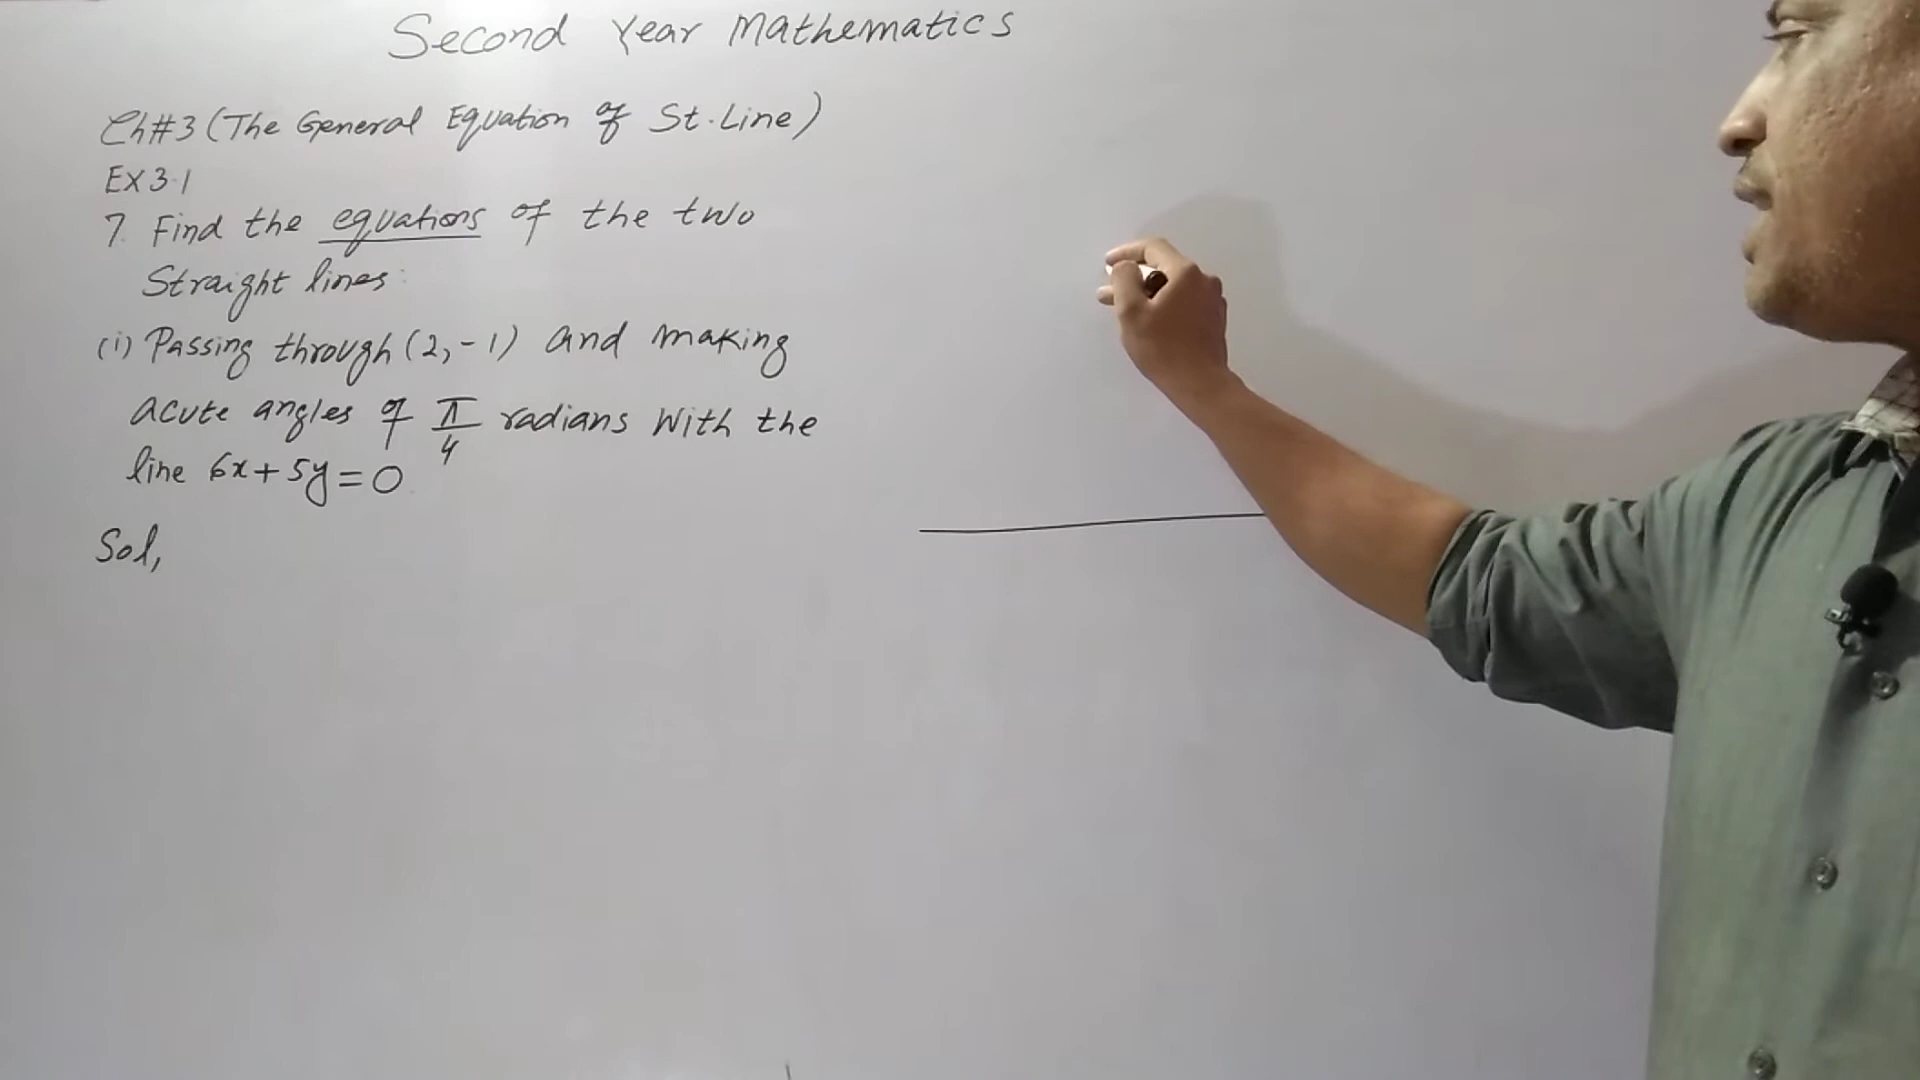 Second Year Mathematics
Ch#3 (The General Equation of St. Line)
EX 3.1
7. Find the equations of the two
Straight lines:
(i) Passing through (2, -1) and making
acute angles of π/4 radians with the
line 6x + 5y = 0
Sol,